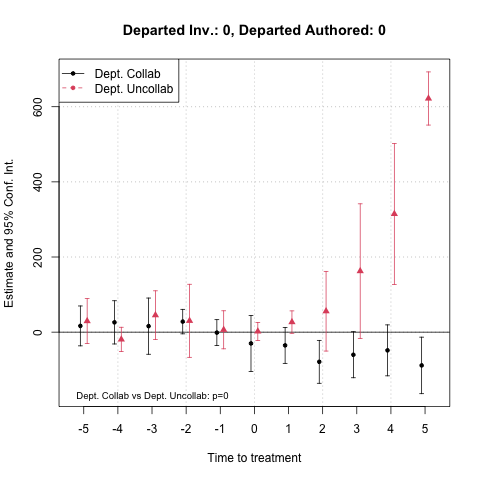 Departed Inv.: 0, Departed Authored: 0
Dept. Collab
Dept. Uncollab
Estimate and 95% Conf. Int.
600
400
200
0
Dept. Collab vs Dept. Uncollab: p=0
-5 -4 -3 -2 -1 0 1 2 3 4 5
Time to treatment